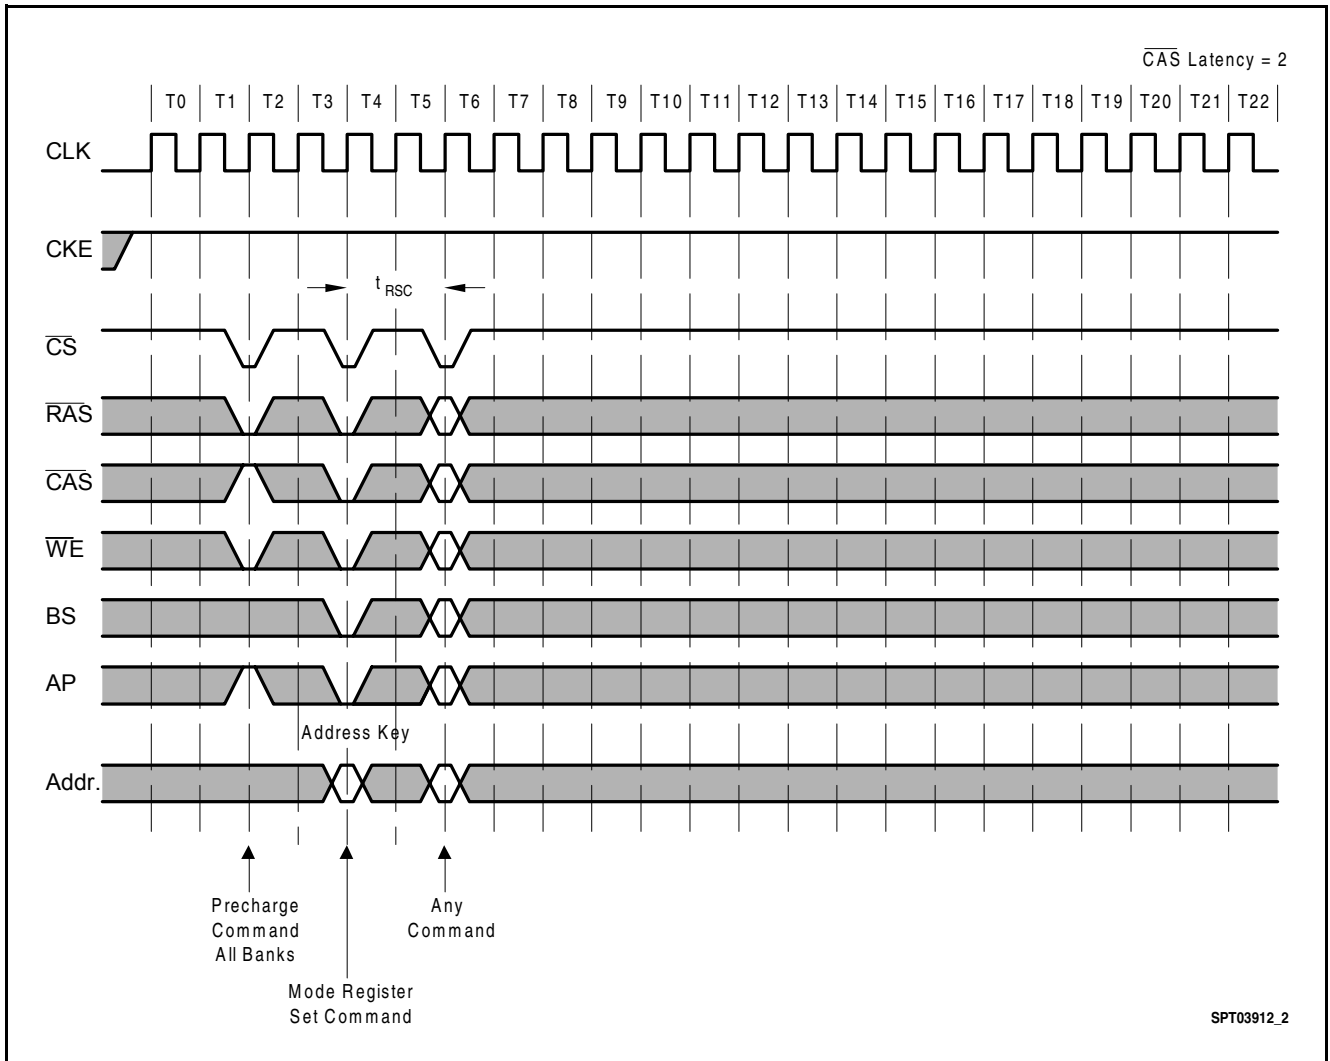 CAS Latency = 2
T0 T1 T2 T3 T4 T5 T6 T7 T8 T9 T10 T11 T12 T13 T14 T15 T16 T17 T18 T19 T20 T21 T22
CLK
CKE
t RSC
CS
RAS
CAS
WE
BS
AP
Address Key
Addr.
Precharge
Command
All Banks
Any
Command
Mode Register
Set Command
SPT03912_2